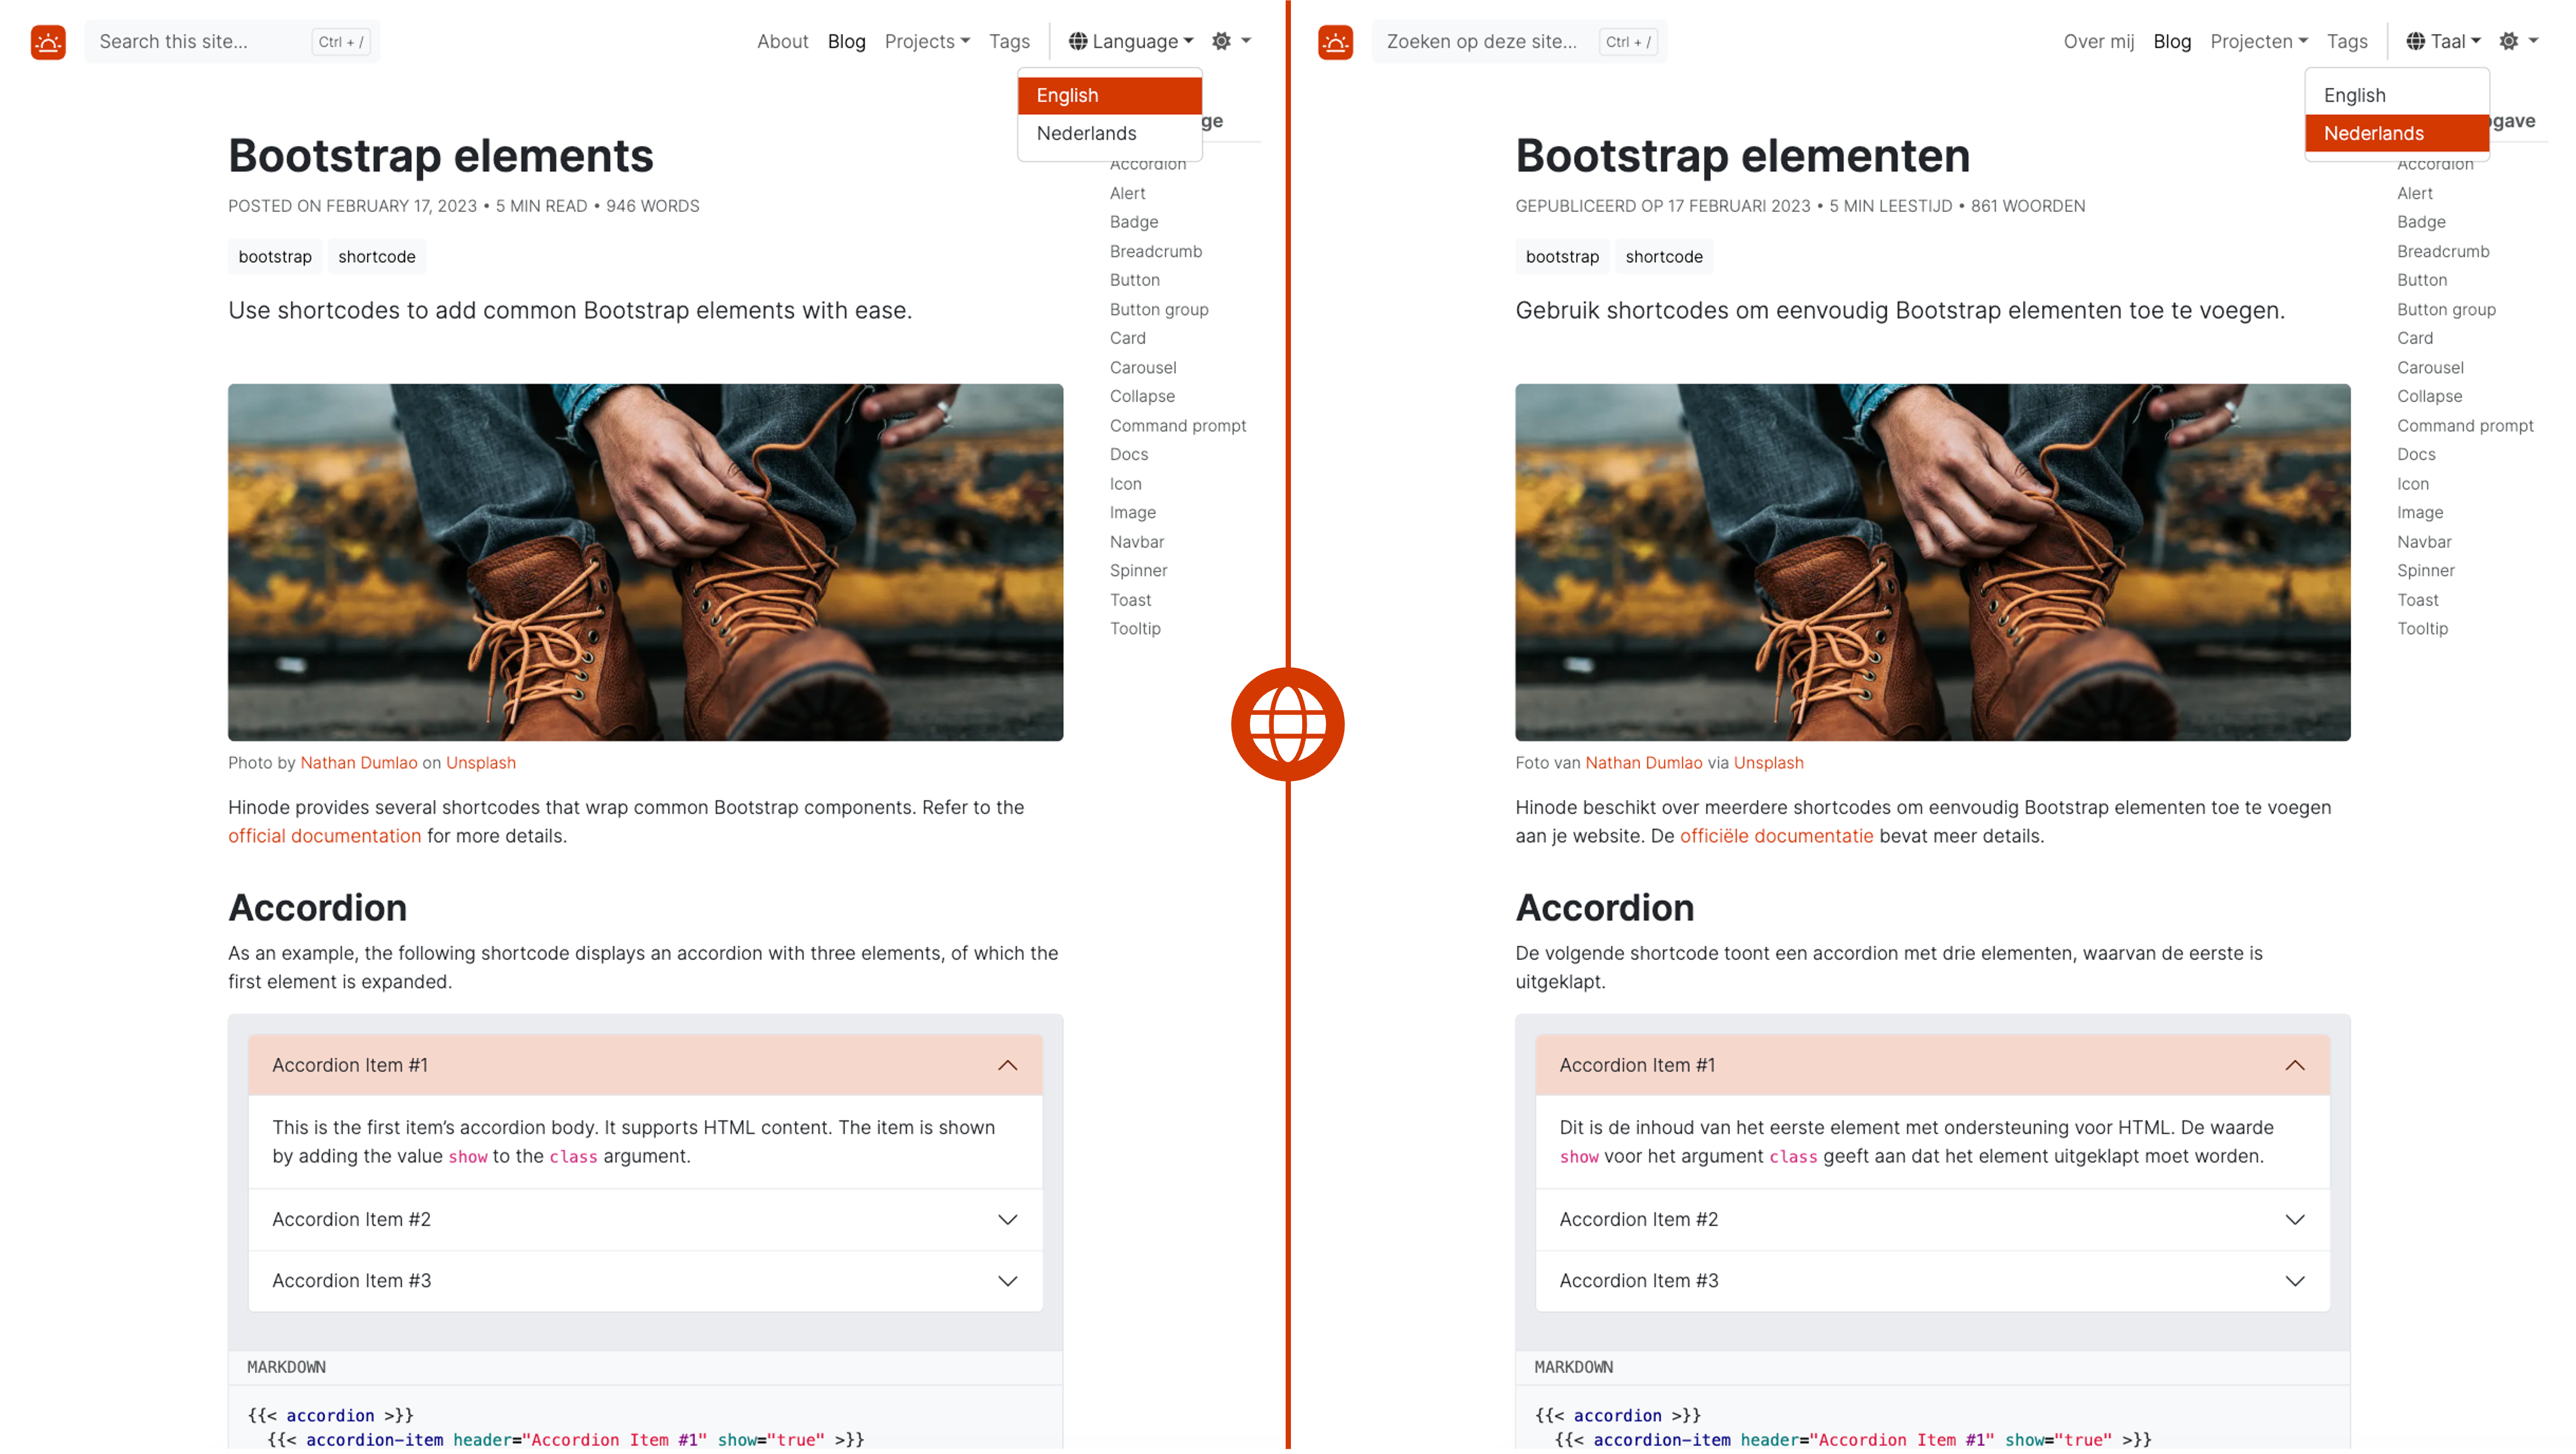 Search this site...
Ctrl + /
About
Blog
Projects
Tags
Language
English
Nederlands
Bootstrap elements
POSTED ON FEBRUARY 17, 2023 • 5 MIN READ • 946 WORDS
bootstrap
shortcode
Use shortcodes to add common Bootstrap elements with ease.
Accordion
Alert
Badge
Breadcrumb
Button
Button group
Card
Carousel
Collapse
Command prompt
Docs
Icon
Image
Navbar
Spinner
Toast
Tooltip
Photo by Nathan Dumlao on Unsplash
Hinode provides several shortcodes that wrap common Bootstrap components. Refer to the
official documentation for more details.
Accordion
As an example, the following shortcode displays an accordion with three elements, of which the
first element is expanded.
Accordion Item #1
This is the first item's accordion body. It supports HTML content. The item is shown
by adding the value show to the class argument.
Accordion Item #2
Accordion Item #3
MARKDOWN
{{< accordion >}}
{{< accordion-item header="Accordion Item #1" show="true" >}}
Zoeken op deze site...
Ctrl + /
Over mij
Blog
Projecten
Tags
Taal
English
Nederlands
Bootstrap elementen
GEPUBLICEERD OP 17 FEBRUARI 2023 • 5 MIN LEESTIJD • 861 WOORDEN
bootstrap
shortcode
Gebruik shortcodes om eenvoudig Bootstrap elementen toe te voegen.
Accordion
Alert
Badge
Breadcrumb
Button
Button group
Card
Carousel
Collapse
Command prompt
Docs
Icon
Image
Navbar
Spinner
Toast
Tooltip
Foto van Nathan Dumlao via Unsplash
Hinode beschikt over meerdere shortcodes om eenvoudig Bootstrap elementen toe te voegen
aan je website. De officiële documentatie bevat meer details.
Accordion
De volgende shortcode toont een accordion met drie elementen, waarvan de eerste is
uitgeklapt.
Accordion Item #1
Dit is de inhoud van het eerste element met ondersteuning voor HTML. De waarde
show voor het argument class geeft aan dat het element uitgeklapt moet worden.
Accordion Item #2
Accordion Item #3
MARKDOWN
{{< accordion >}}
{{< accordion-item header="Accordion Item #1" show="true" >}}